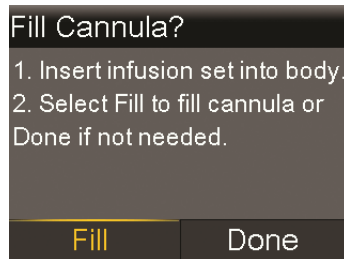 Fill Cannula?
1. Insert infusion set into body.
2. Select Fill to fill cannula or
Done if not needed.
Fill
Done